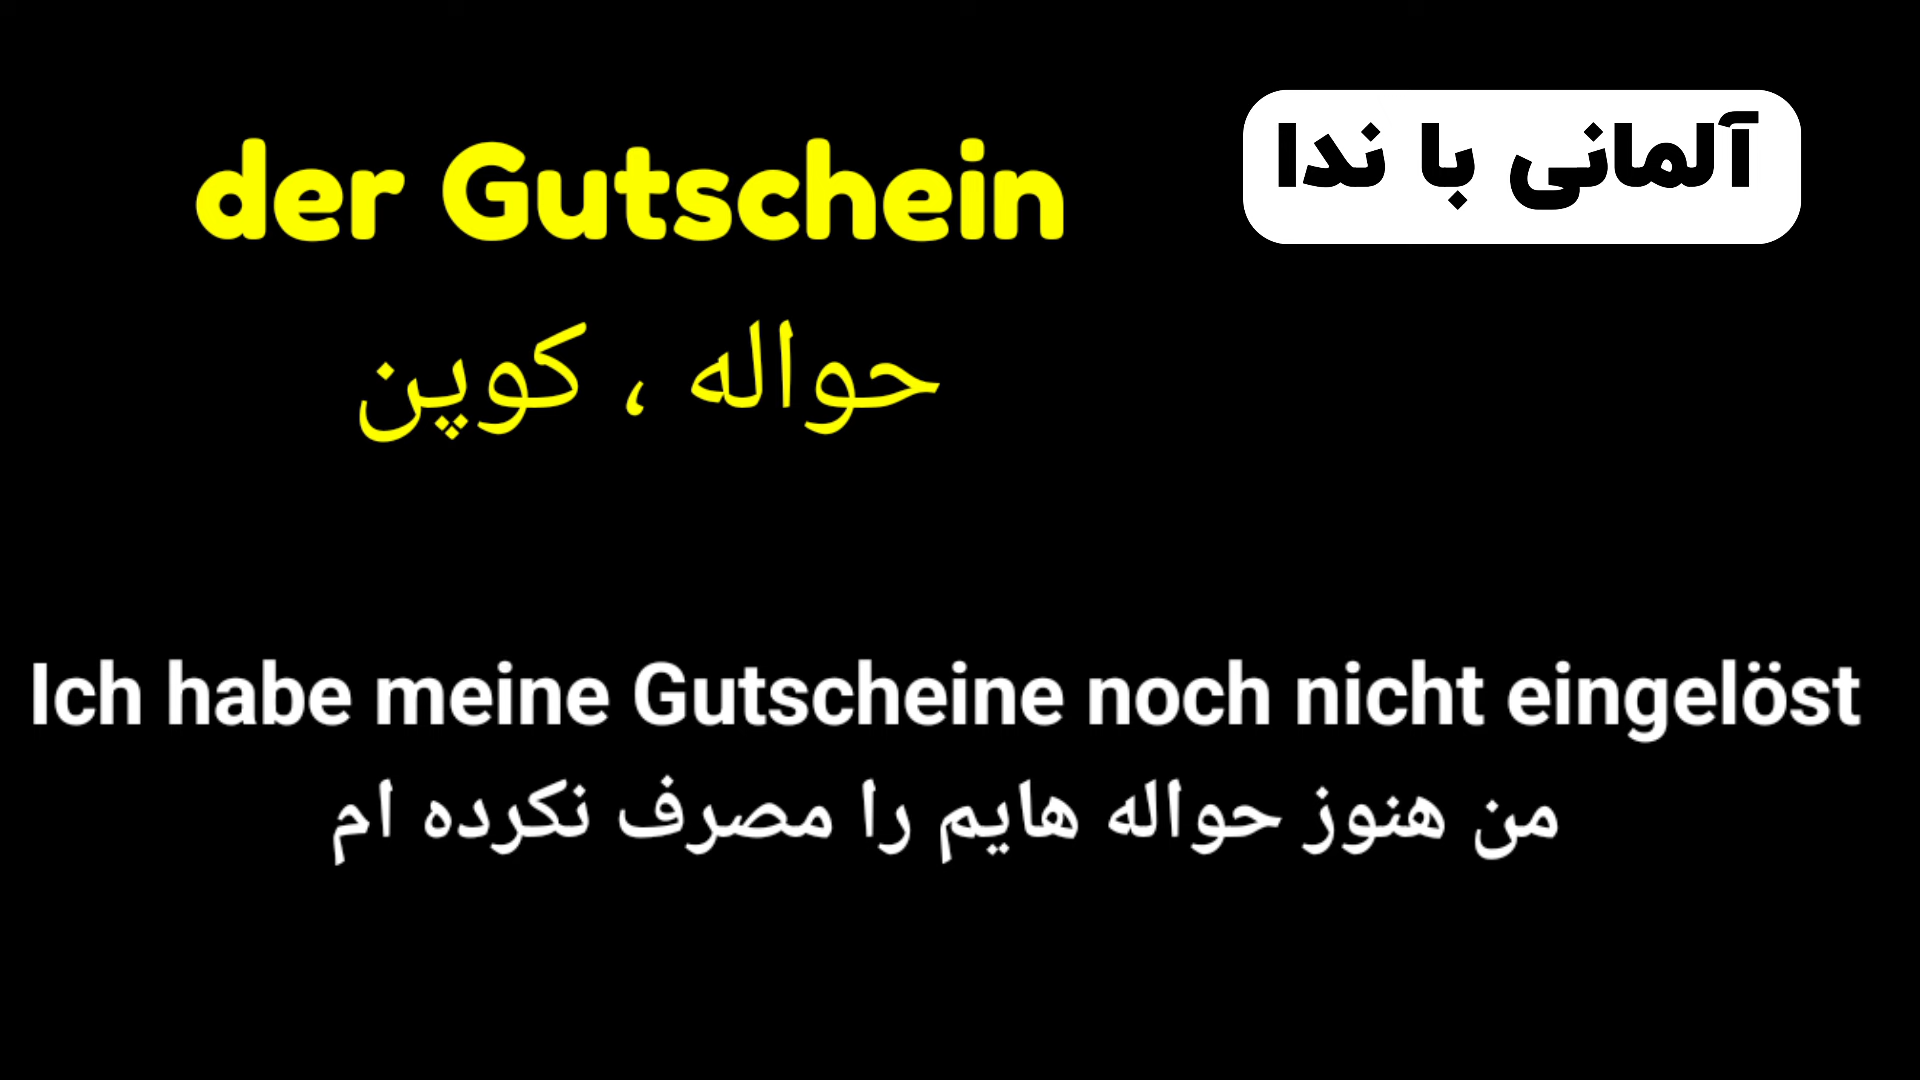 der Gutschein
آلمانی با ندا
حواله ، کوپن
Ich habe meine Gutscheine noch nicht eingelöst
من هنوز حواله هایم را مصرف نکرده ام